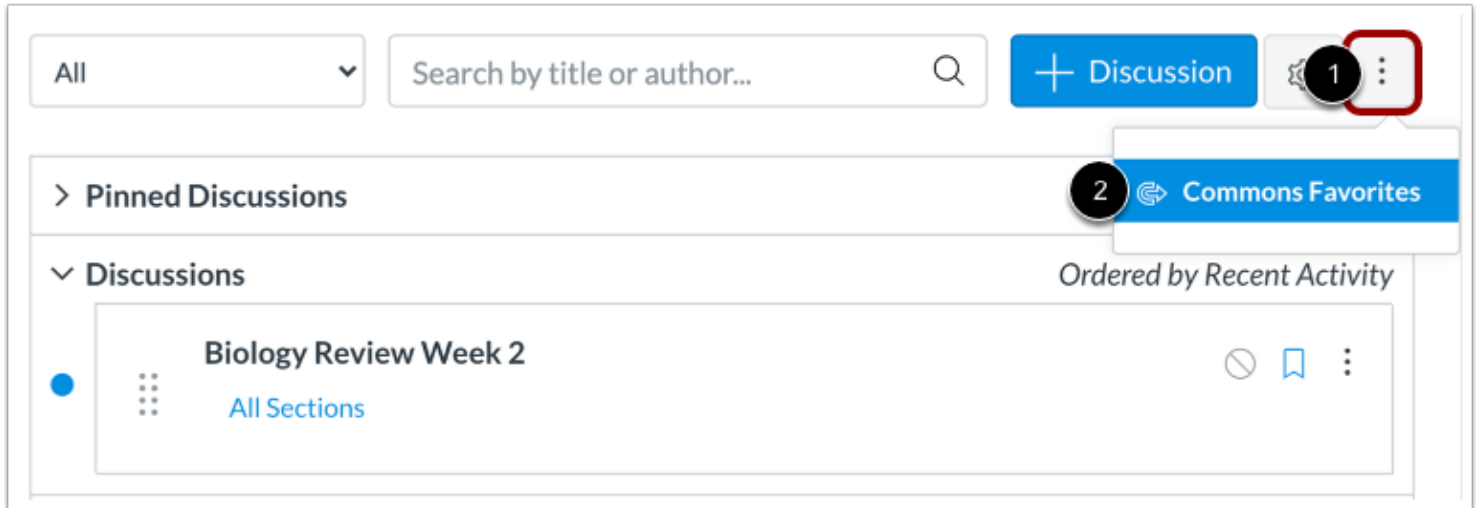 All
Search by title or author...
+ Discussion
1
Pinned Discussions
2
Commons Favorites
Discussions
Ordered by Recent Activity
Biology Review Week 2
All Sections